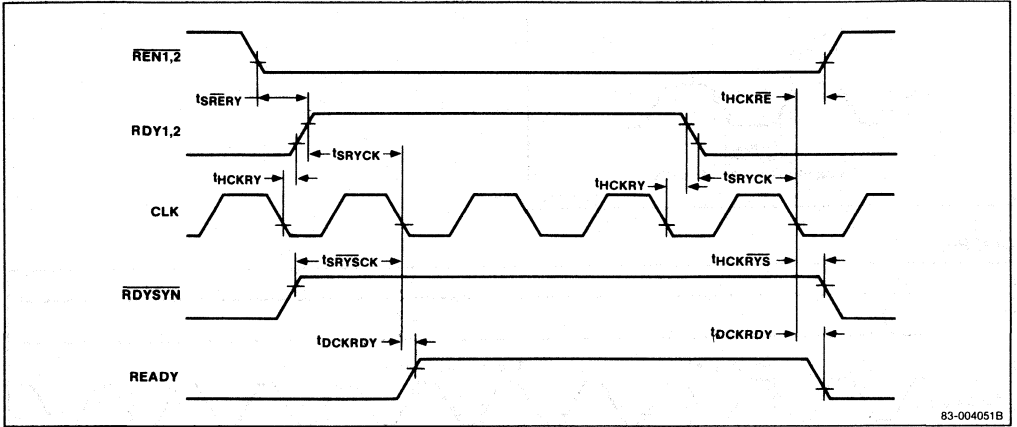 REN1,2
tSRERY
tHCKRE
RDY1,2
tSRYCK
tHCKRY
tHCKRY
tSRYCK
CLK
tSRYSCK
tHCKRYS
RDYSYN
tDCKRDY
tDCKRDY
READY
83-004051B